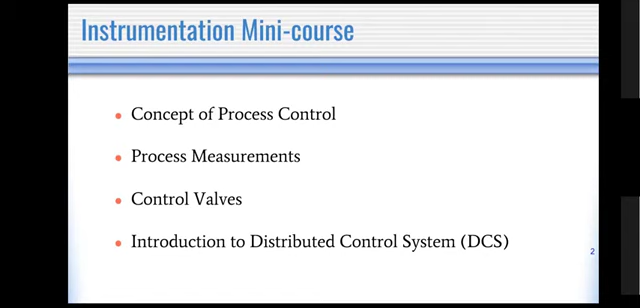 Instrumentation Mini-course
Concept of Process Control
Process Measurements
Control Valves
Introduction to Distributed Control System (DCS)
2